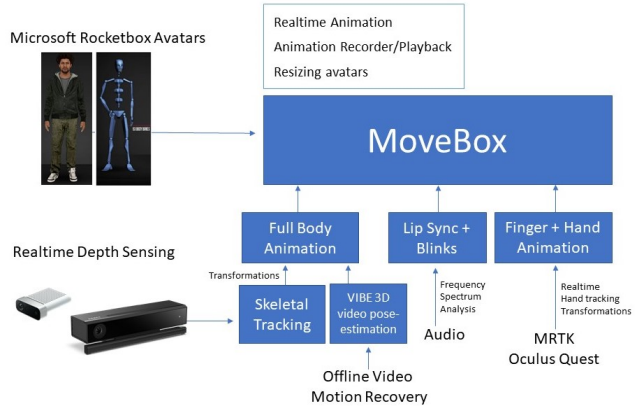 Realtime Animation
Animation Recorder/Playback
Resizing avatars
Microsoft Rocketbox Avatars
MoveBox
Full Body
Animation
Lip Sync +
Blinks
Finger + Hand
Animation
Realtime Depth Sensing
Transformations
Skeletal
Tracking
VIBE 3D
video pose-
estimation
Frequency
Spectrum
Analysis
Audio
Realtime
Hand tracking
Transformations
MRTK
Oculus Quest
Offline Video
Motion Recovery